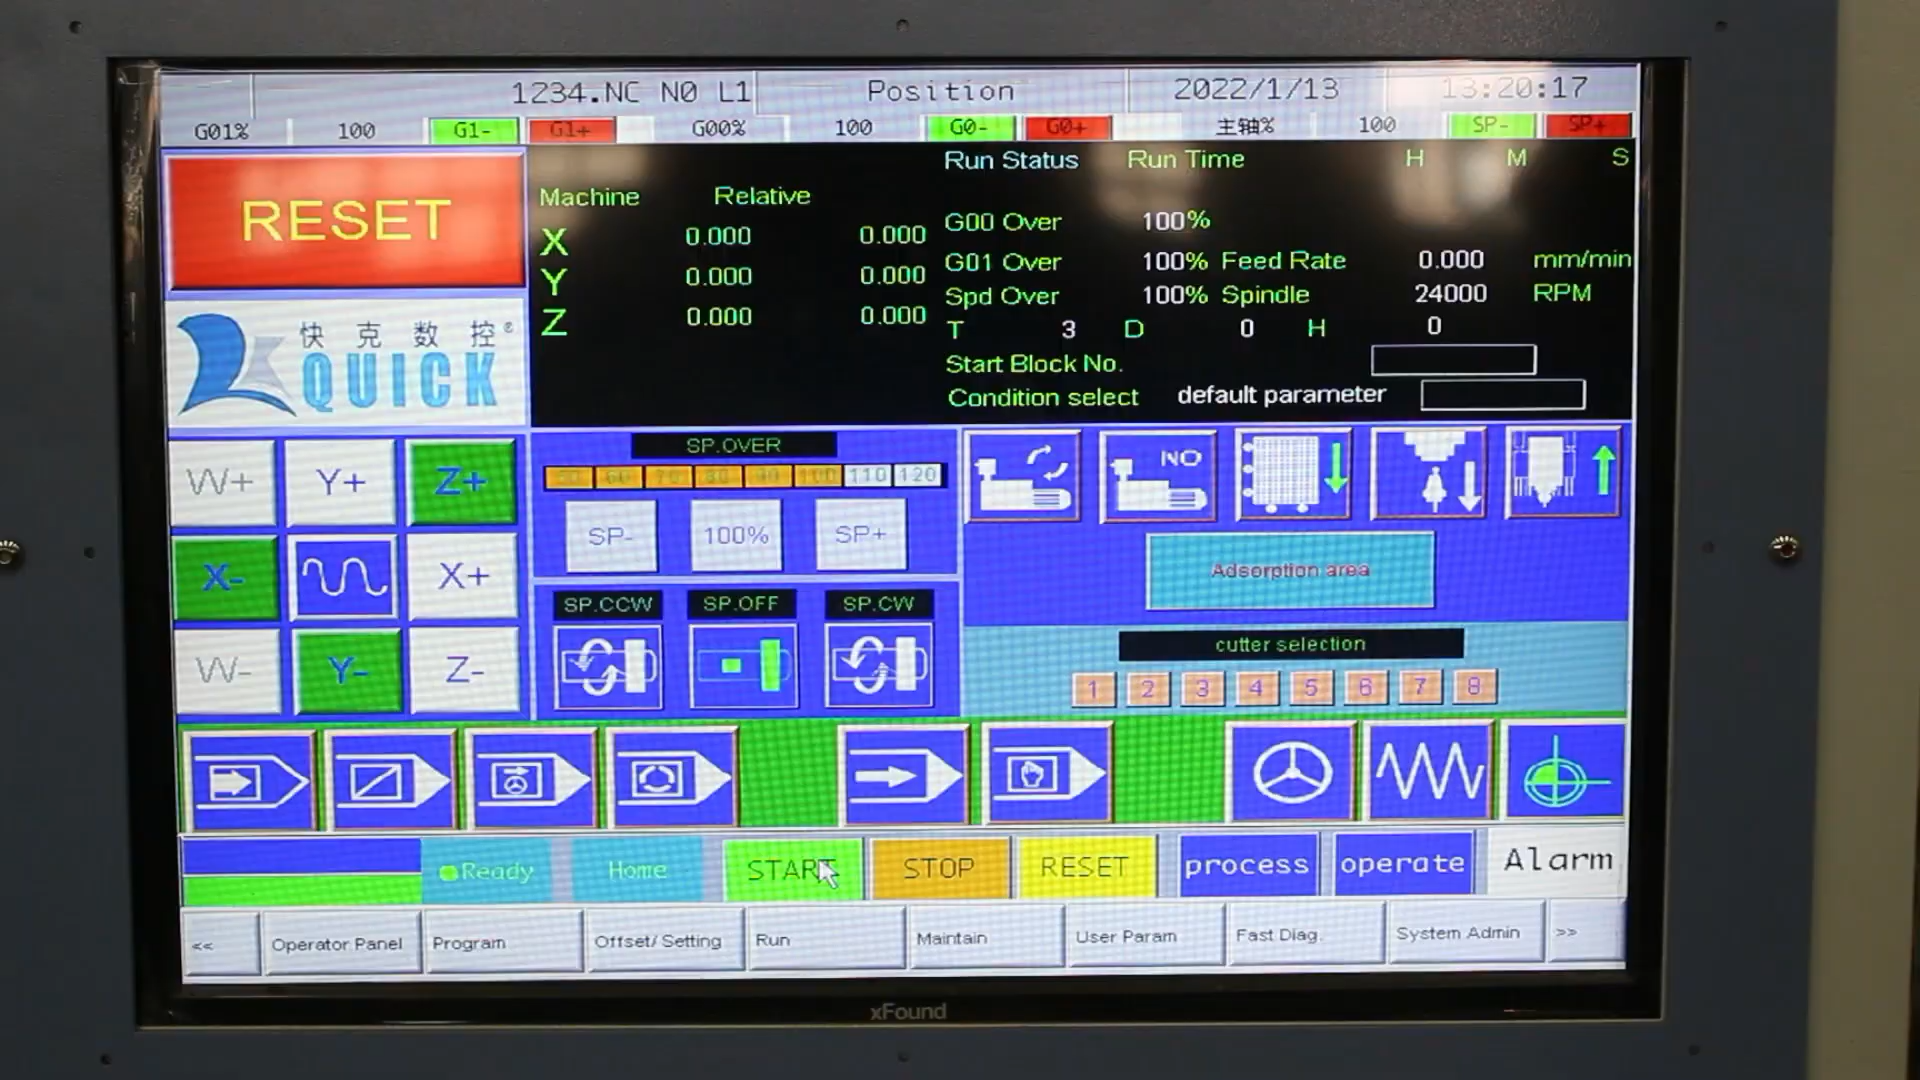 1234.NC N0 L1 Position 2022/1/13 13:20:17
G01% 100 G1- G1+ G00% 100 G0- G0+ 主轴% 100 SP- SP+
RESET
快克数控®
QUICK
Machine Relative
X 0.000 0.000
Y 0.000 0.000
Z 0.000 0.000
Run Status Run Time H M S
G00 Over 100%
G01 Over 100% Feed Rate 0.000 mm/min
Spd Over 100% Spindle 24000 RPM
T 3 D 0 H 0
Start Block No.
Condition select default parameter
W+ Y+ Z+
X- X+
W- Y- Z-
SP.OVER
50 60 70 80 90 100 110 120
SP- 100% SP+
SP.CCW SP.OFF SP.CW
NO
Adsorption area
cutter selection
1 2 3 4 5 6 7 8
Ready Home START STOP RESET process operate Alarm
<< Operator Panel Program Offset/Setting Run Maintain User Param Fast Diag. System Admin >>
xFound